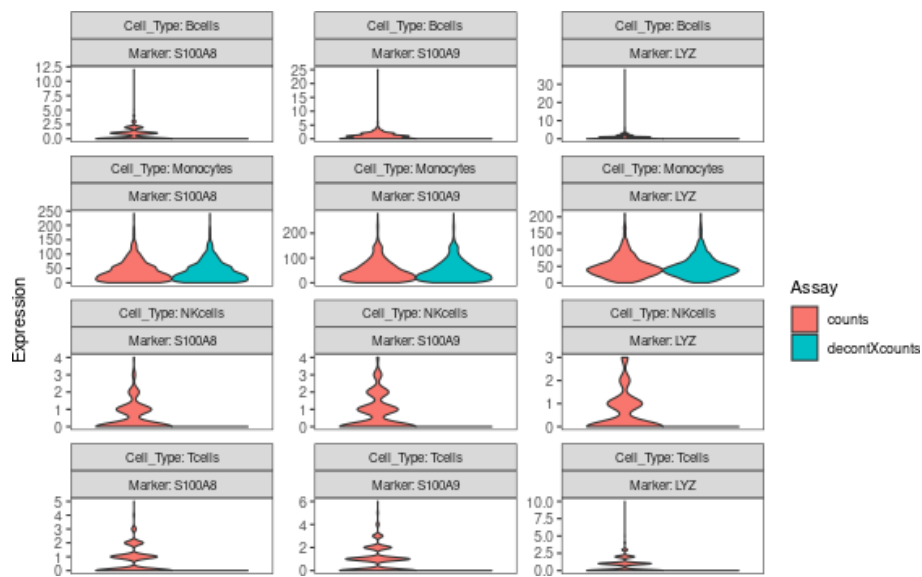 Cell_Type: Bcells Cell_Type: Bcells Cell_Type: Bcells
Marker: S100A8 Marker: S100A9 Marker: LYZ
12.5 10.0 7.5 5.0 2.5 0.0
25 20 15 10 5 0
30 20 10 0
Cell_Type: Monocytes Cell_Type: Monocytes Cell_Type: Monocytes
Marker: S100A8 Marker: S100A9 Marker: LYZ
250 200 150 100 50 0
200 100 0
200 150 100 50 0
Expression
Assay
counts
decontXcounts
Cell_Type: NKcells Cell_Type: NKcells Cell_Type: NKcells
Marker: S100A8 Marker: S100A9 Marker: LYZ
4 3 2 1 0
4 3 2 1 0
3 2 1 0
Cell_Type: Tcells Cell_Type: Tcells Cell_Type: Tcells
Marker: S100A8 Marker: S100A9 Marker: LYZ
5 4 3 2 1 0
6 4 2 0
10.0 7.5 5.0 2.5 0.0